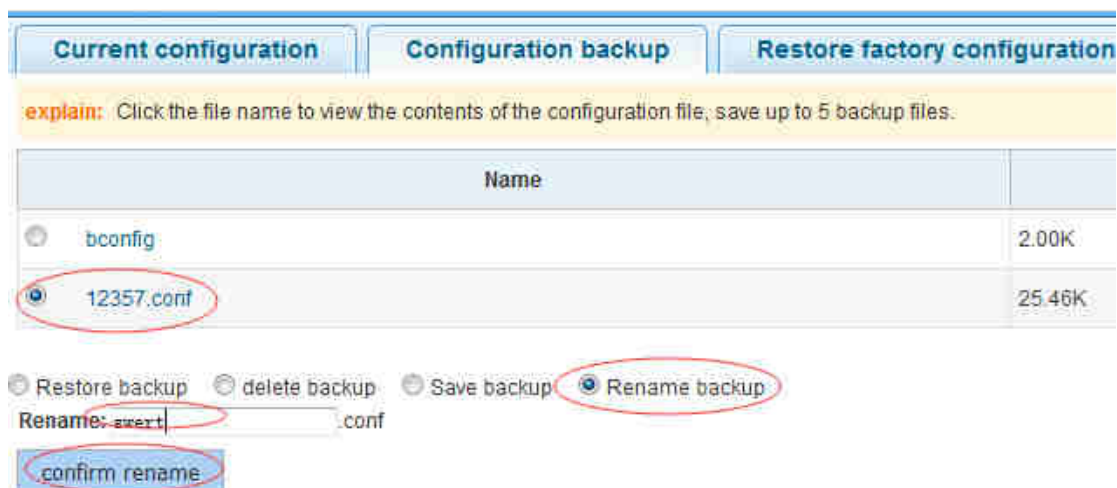 Current configuration Configuration backup Restore factory configuration
explain: Click the file name to view the contents of the configuration file, save up to 5 backup files.
Name
bconfig 2.00K
12357.conf 25.46K
Restore backup delete backup Save backup Rename backup
Rename: .conf
confirm rename